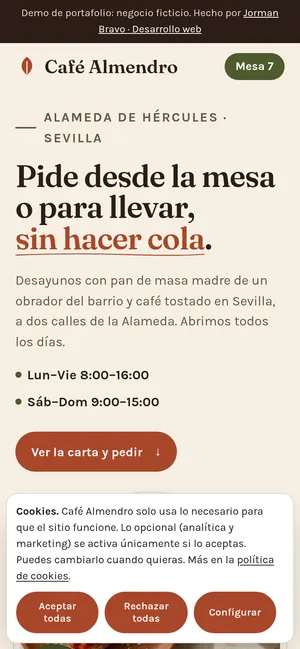 Demo de portafolio: negocio ficticio. Hecho por Jorman
Bravo · Desarrollo web
Café Almendro
Mesa 7
ALAMEDA DE HÉRCULES ·
SEVILLA
Pide desde la mesa
o para llevar,
sin hacer cola.
Desayunos con pan de masa madre de un
obrador del barrio y café tostado en Sevilla,
a dos calles de la Alameda. Abrimos todos
los días.
Lun–Vie 8:00–16:00
Sáb–Dom 9:00–15:00
Ver la carta y pedir ↓
Cookies. Café Almendro solo usa lo necesario para
que el sitio funcione. Lo opcional (analítica y
marketing) se activa únicamente si lo aceptas.
Puedes cambiarlo cuando quieras. Más en la política
de cookies.
Aceptar
todas
Rechazar
todas
Configurar